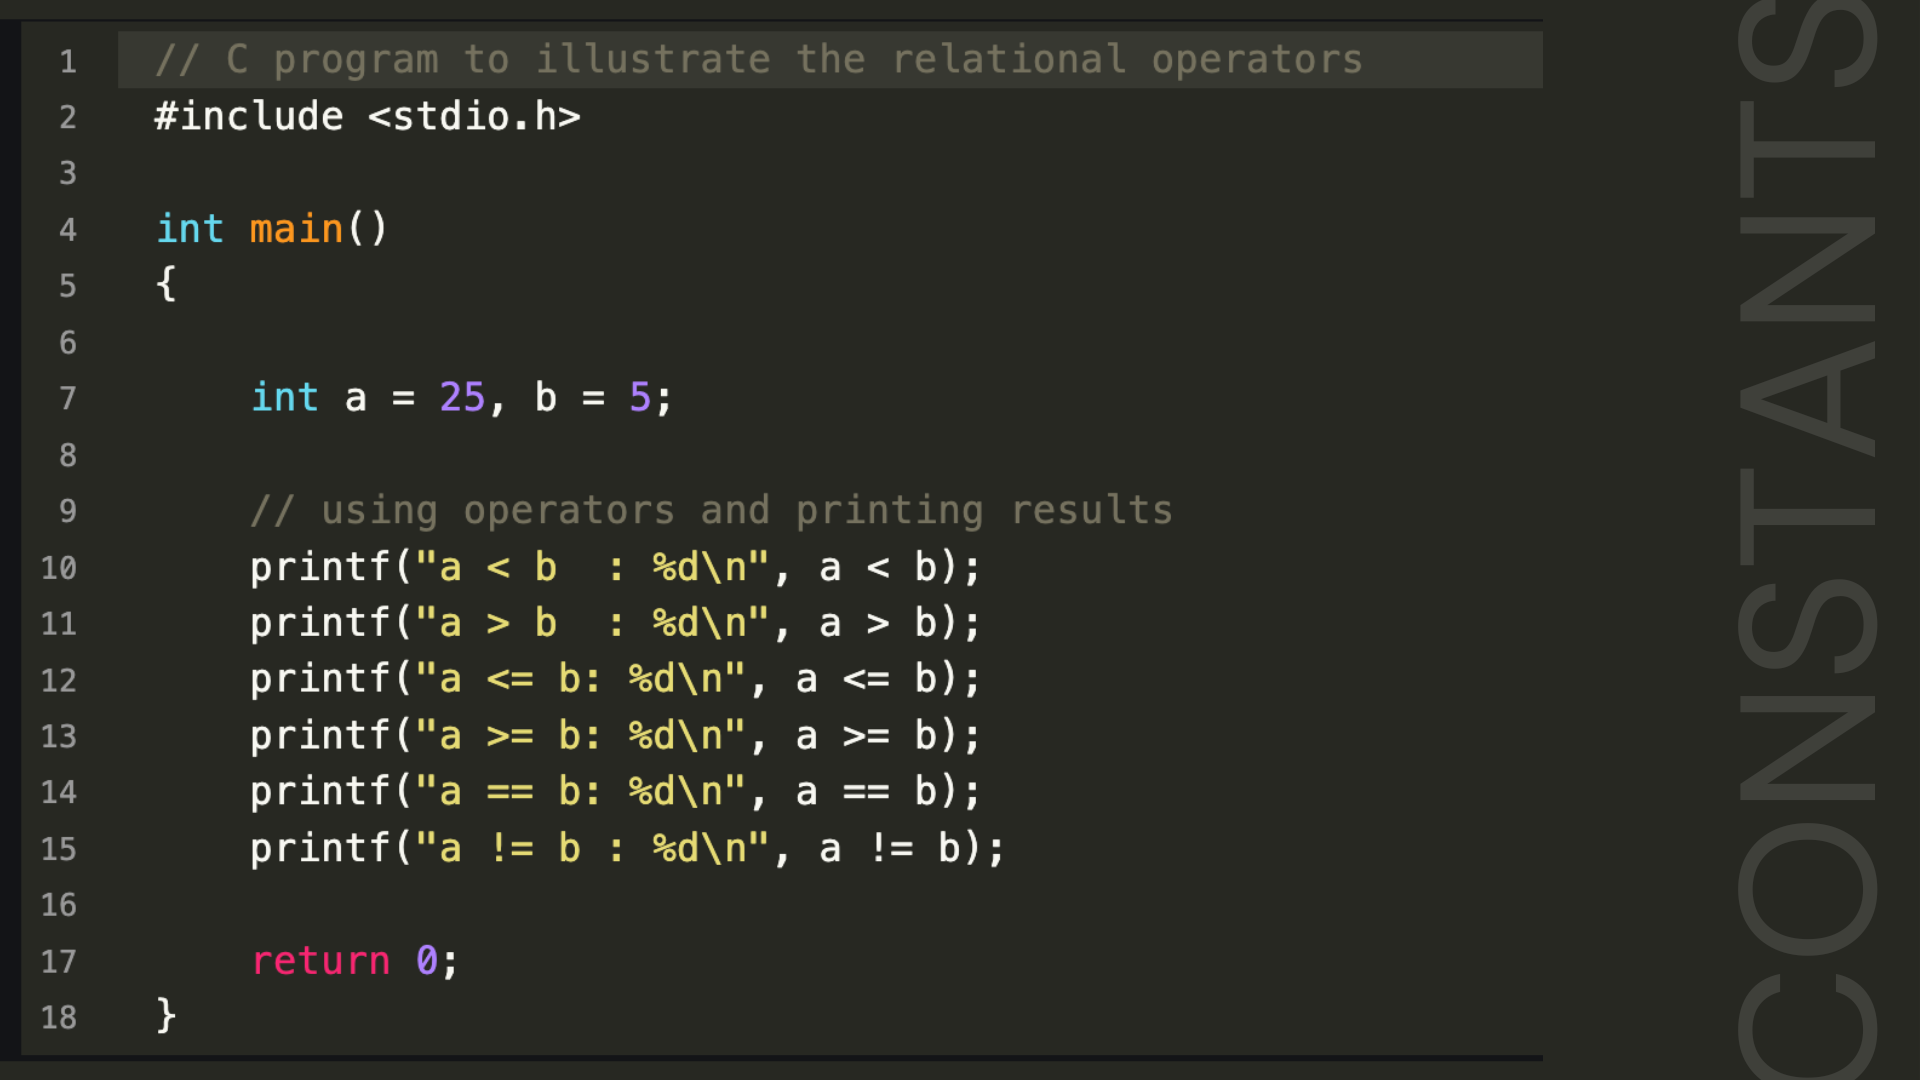 1 // C program to illustrate the relational operators
2 #include <stdio.h>
3
4 int main()
5 {
6
7     int a = 25, b = 5;
8
9     // using operators and printing results
10     printf("a < b  : %d\n", a < b);
11     printf("a > b  : %d\n", a > b);
12     printf("a <= b: %d\n", a <= b);
13     printf("a >= b: %d\n", a >= b);
14     printf("a == b: %d\n", a == b);
15     printf("a != b : %d\n", a != b);
16
17     return 0;
18 }
CONSTANTS